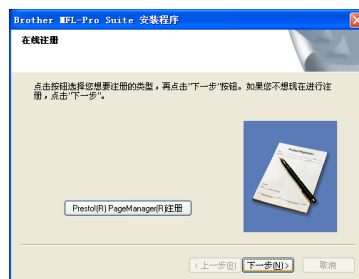 Brother MFL-Pro Suite 安装程序
在线注册
点击按钮选择您想要注册的类型，再点击"下一步"按钮。如果您不想现在进行注
册，点击"下一步"。
Presto!(R) PageManager(R)注册
<上一步(B) 下一步(N)> 取消